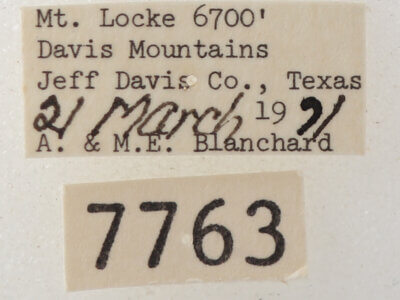 Mt. Locke 6700'
Davis Mountains
Jeff Davis Co., Texas
21 March 1971
A. & M.E. Blanchard
7763